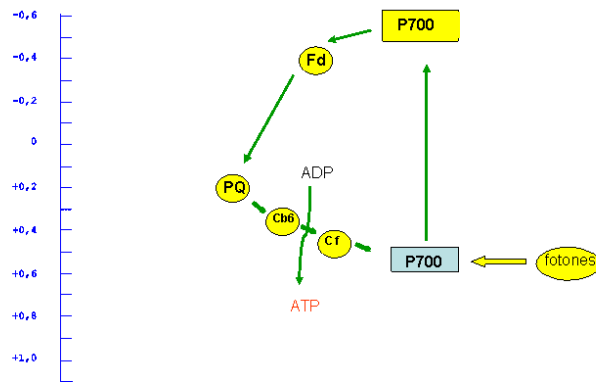 -0,6
-0,4
-0,2
0
+0,2
+0,4
+0,6
+0,8
+1,0
P700
Fd
ADP
PQ
Cb6
Cf
P700
fotones
ATP